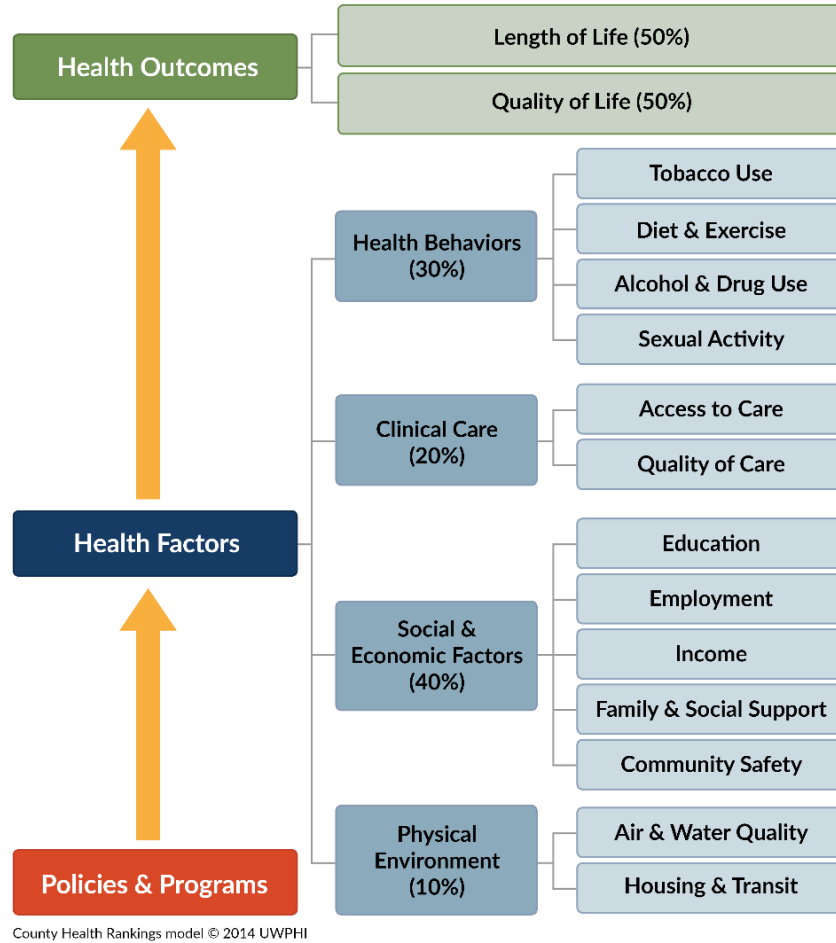 Health Outcomes
Length of Life (50%)
Quality of Life (50%)
Health Factors
Health Behaviors
(30%)
Tobacco Use
Diet & Exercise
Alcohol & Drug Use
Sexual Activity
Clinical Care
(20%)
Access to Care
Quality of Care
Social &
Economic Factors
(40%)
Education
Employment
Income
Family & Social Support
Community Safety
Physical
Environment
(10%)
Air & Water Quality
Housing & Transit
Policies & Programs
County Health Rankings model © 2014 UWPHI